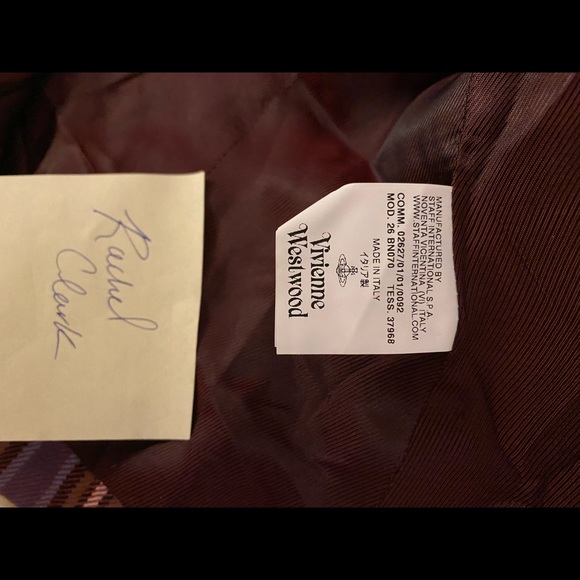 Rachel
Clark
Vivienne
Westwood
MADE IN ITALY
イタリア製
COMM. 02627/01/01/0092
MOD. 26 BN070 TESS. 37968
MANUFACTURED BY
STAFF INTERNATIONAL S.P.A.
NOVENTA VICENTINA (VI) ITALY
WWW.STAFFINTERNATIONAL.COM